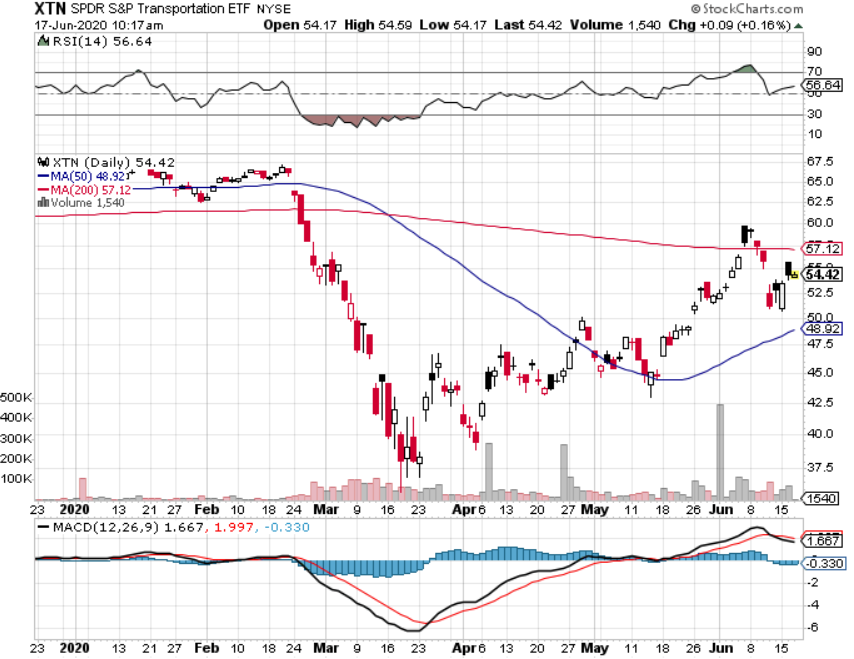 XTN SPDR S&P Transportation ETF NYSE © StockCharts.com
17-Jun-2020 10:17am Open 54.17 High 54.59 Low 54.17 Last 54.42 Volume 1,540 Chg +0.09 (+0.16%)
RSI(14) 56.64
90
70
56.64
50
30
10
XTN (Daily) 54.42
MA(50) 48.92
MA(200) 57.12
Volume 1,540
67.5
65.0
62.5
60.0
57.12
54.42
52.5
50.0
48.92
47.5
45.0
42.5
40.0
37.5
500K
400K
300K
200K
100K
1540
23 2020 13 21 27 Feb 10 18 24 Mar 9 16 23 Apr 6 13 20 27 May 11 18 26 Jun 8 15
MACD(12,26,9) 1.667, 1.997, -0.330
1.667
-0.330
-2
-4
-6
23 2020 13 21 27 Feb 10 18 24 Mar 9 16 23 Apr 6 13 20 27 May 11 18 26 Jun 8 15